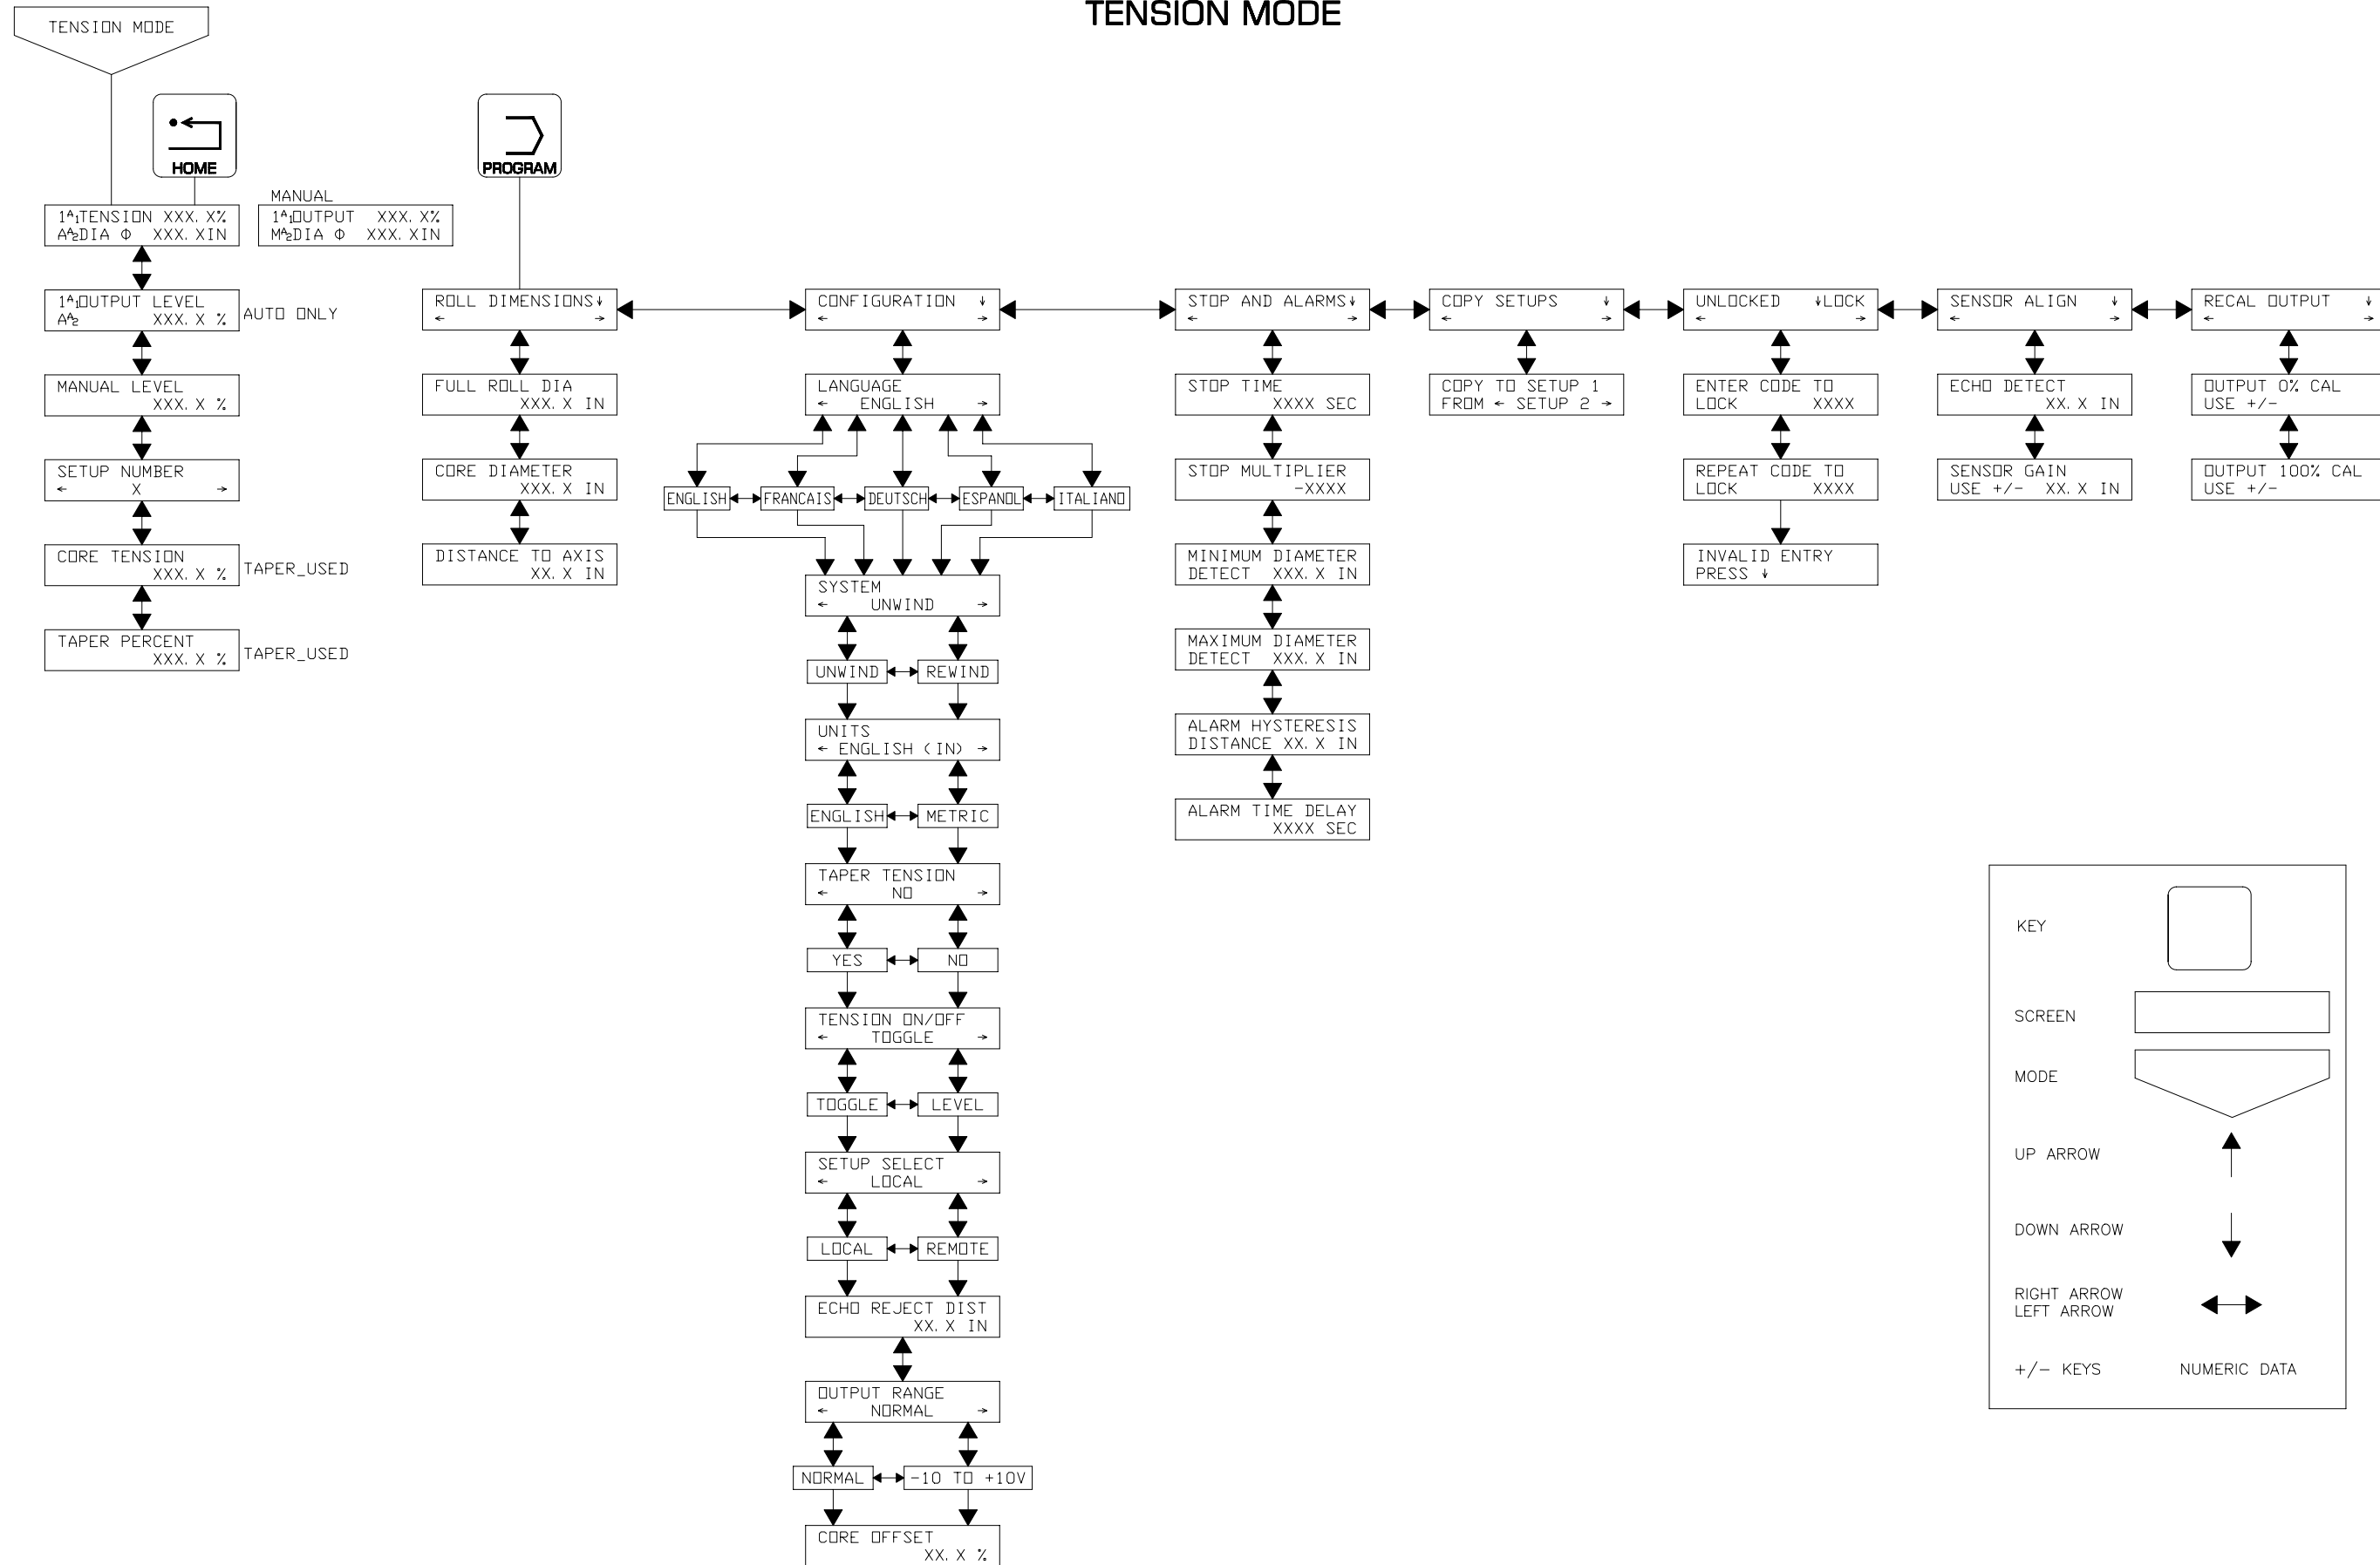 TENSION MODE
TENSION MODE
HOME
PROGRAM
MANUAL
1A1TENSION XXX.X%
AA2DIA Φ XXX.XIN
1A1OUTPUT XXX.X%
MA2DIA Φ XXX.XIN
1A1OUTPUT LEVEL
AA2 XXX.X %
AUTO ONLY
MANUAL LEVEL
XXX.X %
SETUP NUMBER
← X →
CORE TENSION
XXX.X %
TAPER_USED
TAPER PERCENT
XXX.X %
TAPER_USED
ROLL DIMENSIONS↓
← →
FULL ROLL DIA
XXX.X IN
CORE DIAMETER
XXX.X IN
DISTANCE TO AXIS
XX.X IN
CONFIGURATION ↓
← →
LANGUAGE
← ENGLISH →
ENGLISH
FRANCAIS
DEUTSCH
ESPANOL
ITALIANO
SYSTEM
← UNWIND →
UNWIND
REWIND
UNITS
← ENGLISH (IN) →
ENGLISH
METRIC
TAPER TENSION
← NO →
YES
NO
TENSION ON/OFF
← TOGGLE →
TOGGLE
LEVEL
SETUP SELECT
← LOCAL →
LOCAL
REMOTE
ECHO REJECT DIST
XX.X IN
OUTPUT RANGE
← NORMAL →
NORMAL
-10 TO +10V
CORE OFFSET
XX.X %
STOP AND ALARMS↓
← →
STOP TIME
XXXX SEC
STOP MULTIPLIER
-XXXX
MINIMUM DIAMETER
DETECT XXX.X IN
MAXIMUM DIAMETER
DETECT XXX.X IN
ALARM HYSTERESIS
DISTANCE XX.X IN
ALARM TIME DELAY
XXXX SEC
COPY SETUPS ↓
← →
COPY TO SETUP 1
FROM ← SETUP 2 →
UNLOCKED ↓LOCK
← →
ENTER CODE TO
LOCK XXXX
REPEAT CODE TO
LOCK XXXX
INVALID ENTRY
PRESS ↓
SENSOR ALIGN ↓
← →
ECHO DETECT
XX.X IN
SENSOR GAIN
USE +/- XX.X IN
RECAL OUTPUT ↓
← →
OUTPUT 0% CAL
USE +/-
OUTPUT 100% CAL
USE +/-
KEY
SCREEN
MODE
UP ARROW
DOWN ARROW
RIGHT ARROW
LEFT ARROW
+/- KEYS NUMERIC DATA